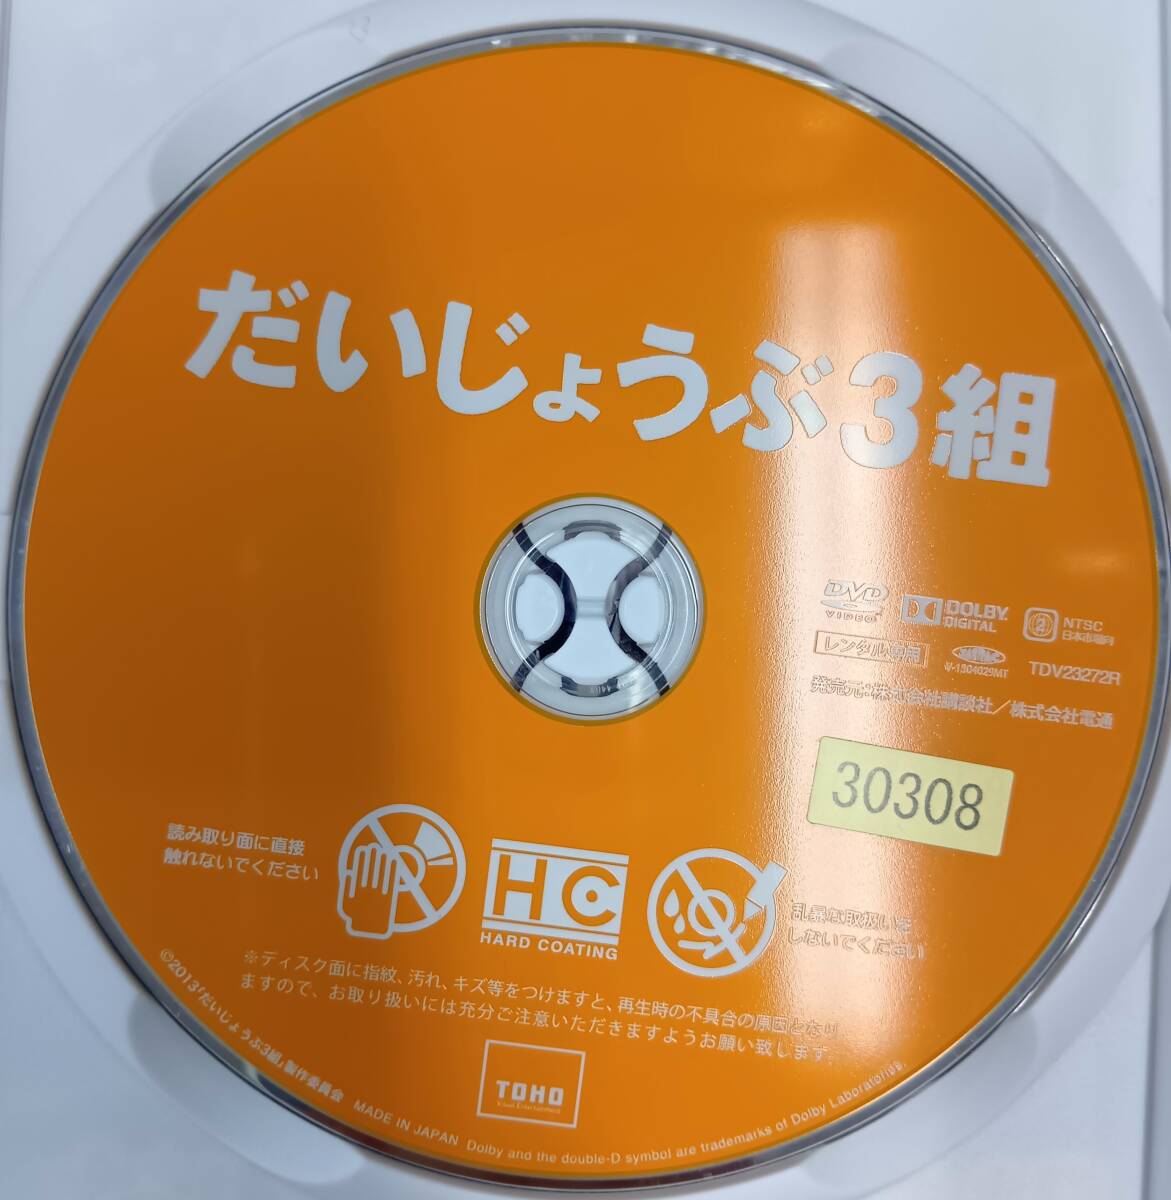 だいじょうぶ3組
DVD
VIDEO
DOLBY
DIGITAL
2
NTSC
日本市場向
レンタル専用
V-1304029MT
TDV23272R
発売元:株式会社講談社/株式会社電通
30308
読み取り面に直接
触れないでください
HC
HARD COATING
乱暴な取扱いを
しないでください
※ディスク面に指紋、汚れ、キズ等をつけますと、再生時の不具合の原因となり
ますので、お取り扱いには充分ご注意いただきますようお願い致します。
TOHO
Visual Entertainment
©2013「だいじょうぶ3組」製作委員会 MADE IN JAPAN Dolby and the double-D symbol are trademarks of Dolby Laboratories.